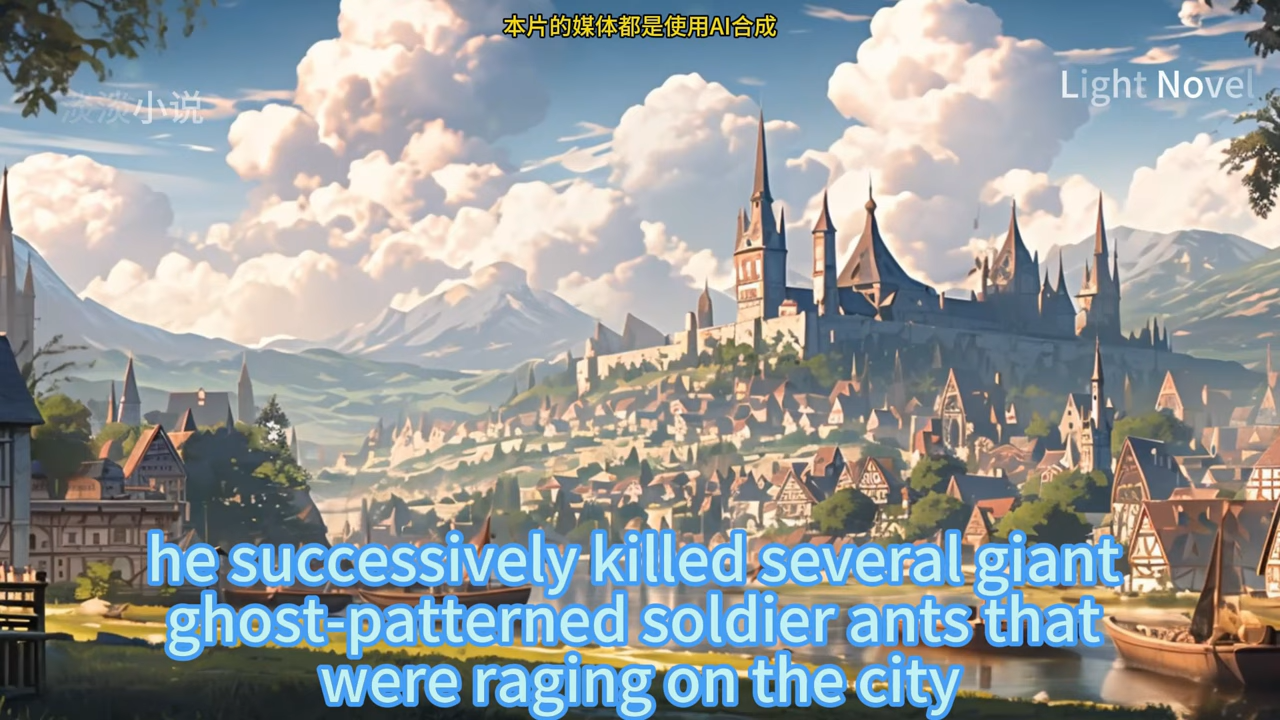 本片的媒体都是使用AI合成
淡淡小说
Light Novel
he successively killed several giant
ghost-patterned soldier ants that
were raging on the city